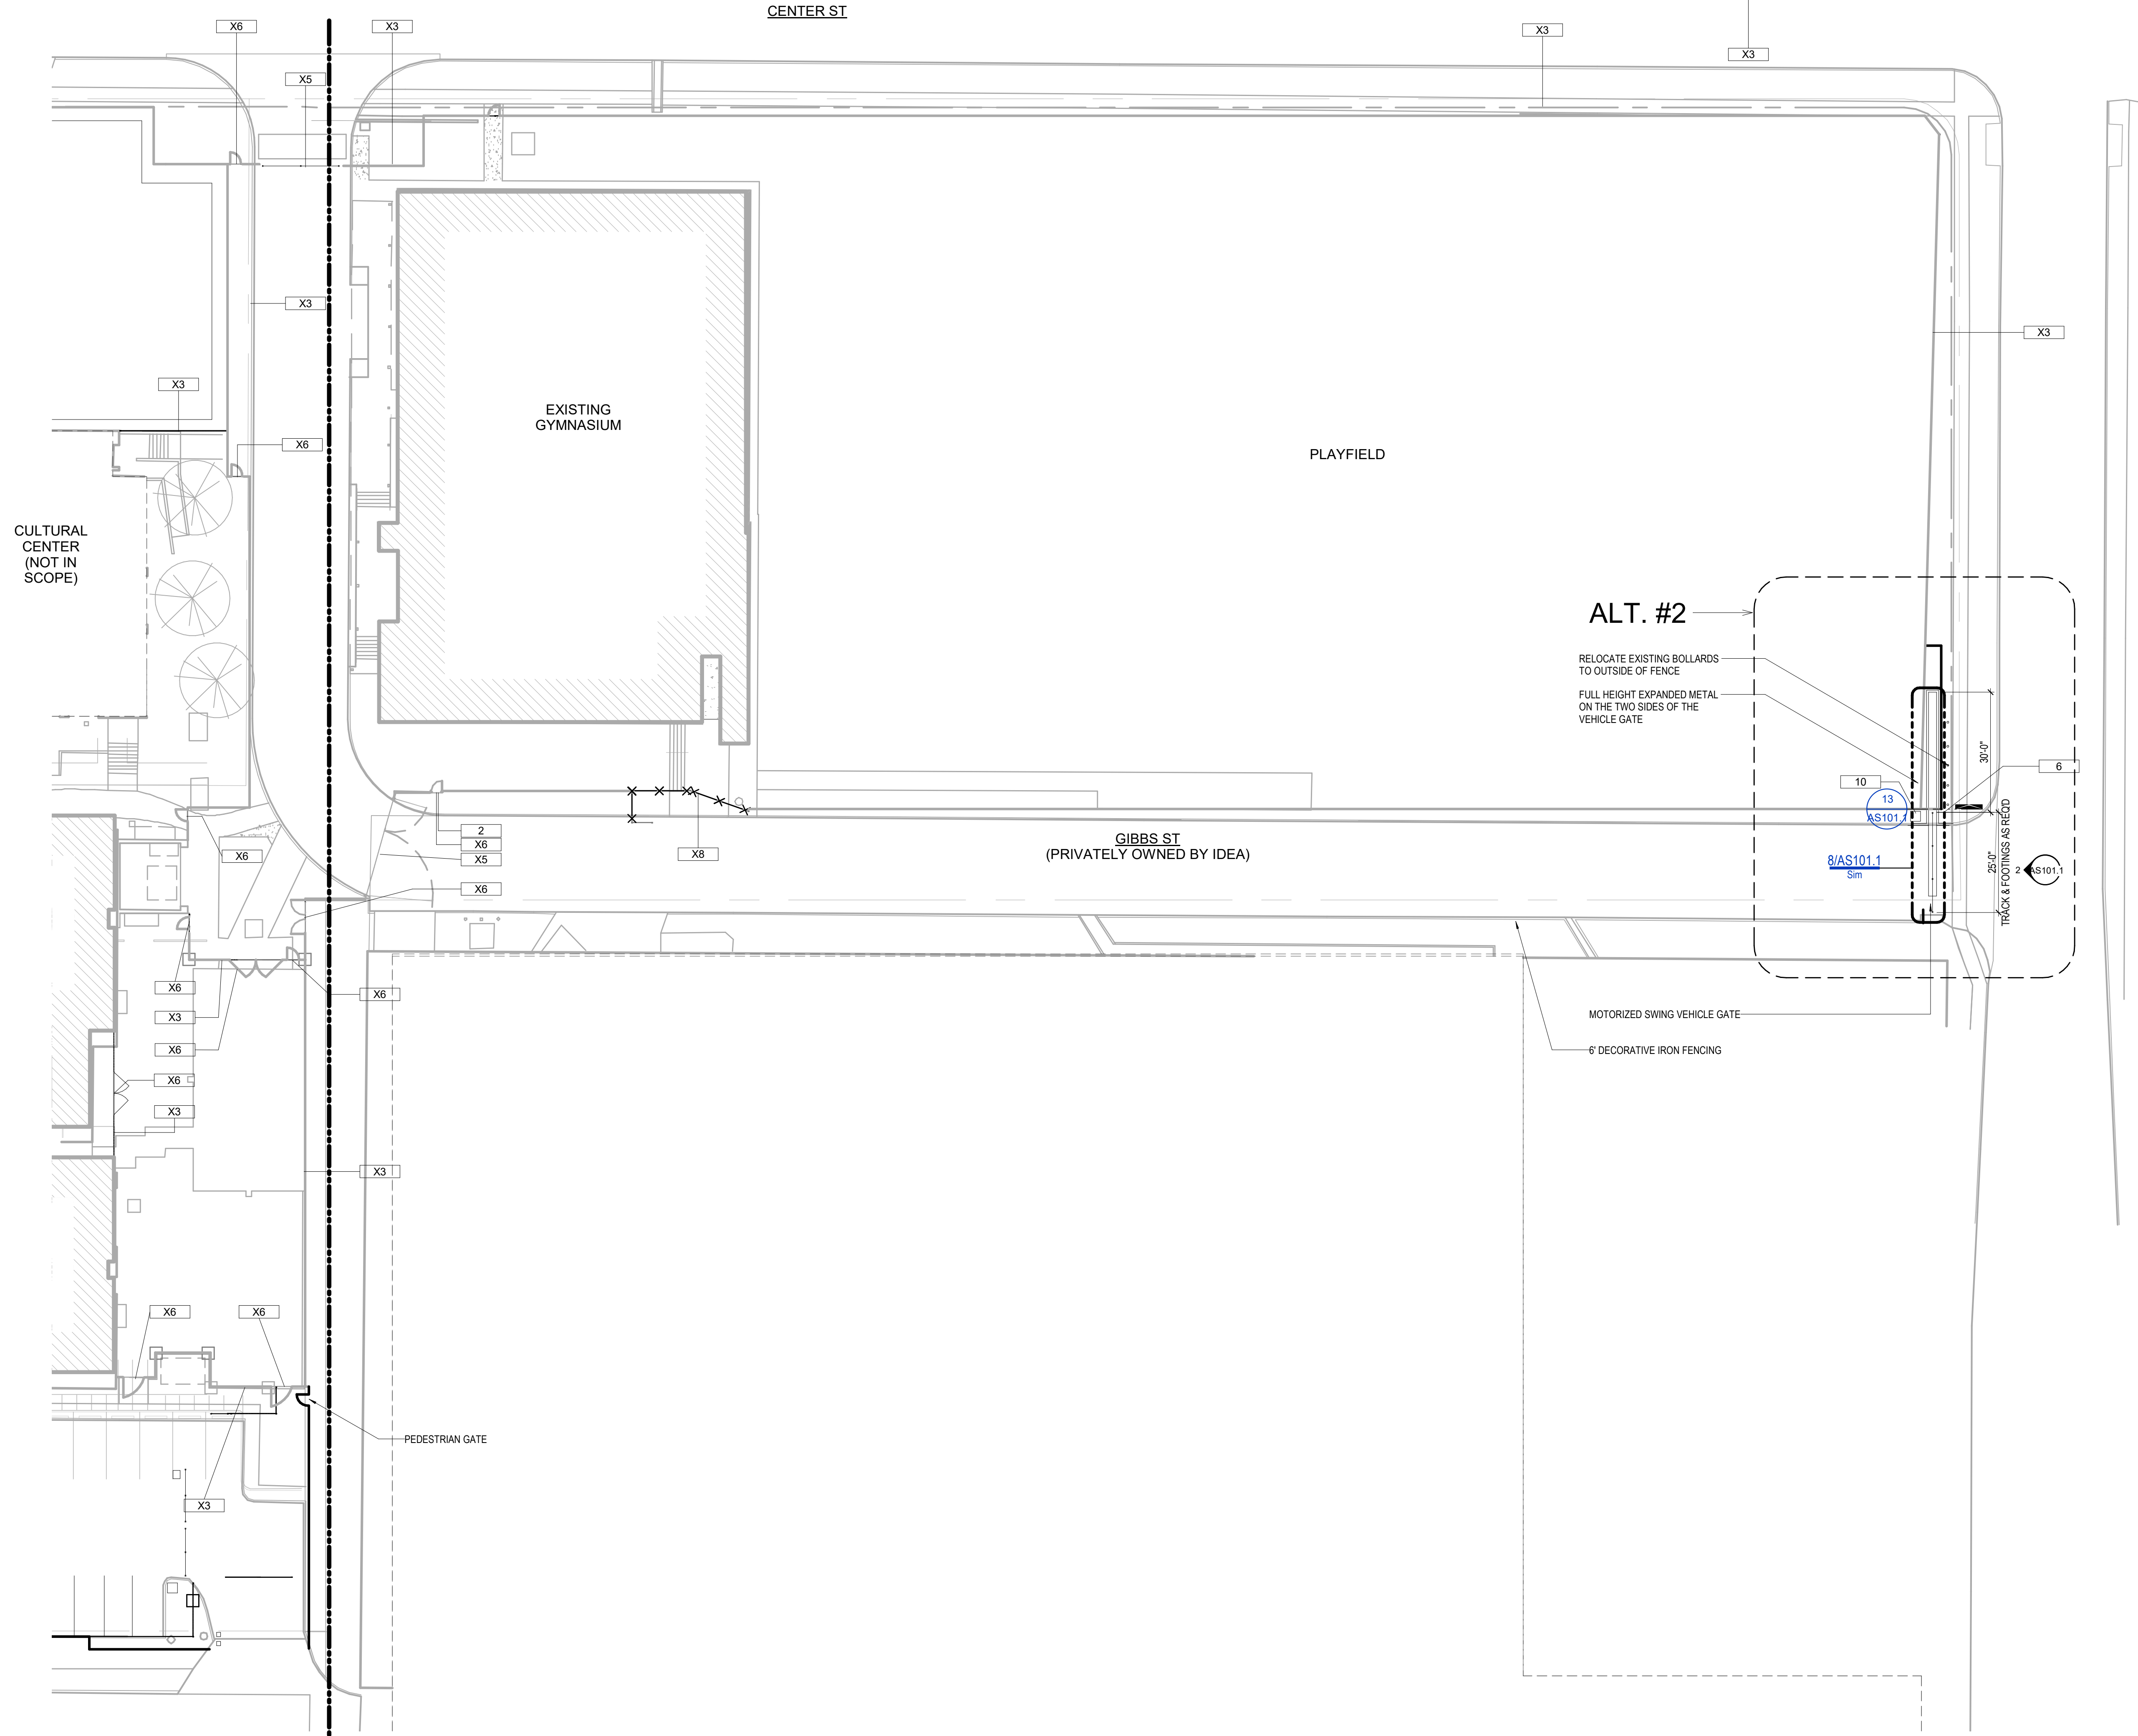 CENTER ST
X6
X3
X3
X3
X5
X3
X3
X3
X6
EXISTING
GYMNASIUM
PLAYFIELD
CULTURAL
CENTER
(NOT IN
SCOPE)
ALT. #2
RELOCATE EXISTING BOLLARDS
TO OUTSIDE OF FENCE
FULL HEIGHT EXPANDED METAL
ON THE TWO SIDES OF THE
VEHICLE GATE
30'-0"
6
10
13
AS101.1
2
X6
X5
X8
X6
GIBBS ST
(PRIVATELY OWNED BY IDEA)
8/AS101.1
Sim
25'-0"
TRACK & FOOTINGS AS REQ'D
2
AS101.1
X6
X6
X6
X3
X6
X6
X3
MOTORIZED SWING VEHICLE GATE
6' DECORATIVE IRON FENCING
X3
X6
X6
PEDESTRIAN GATE
X3